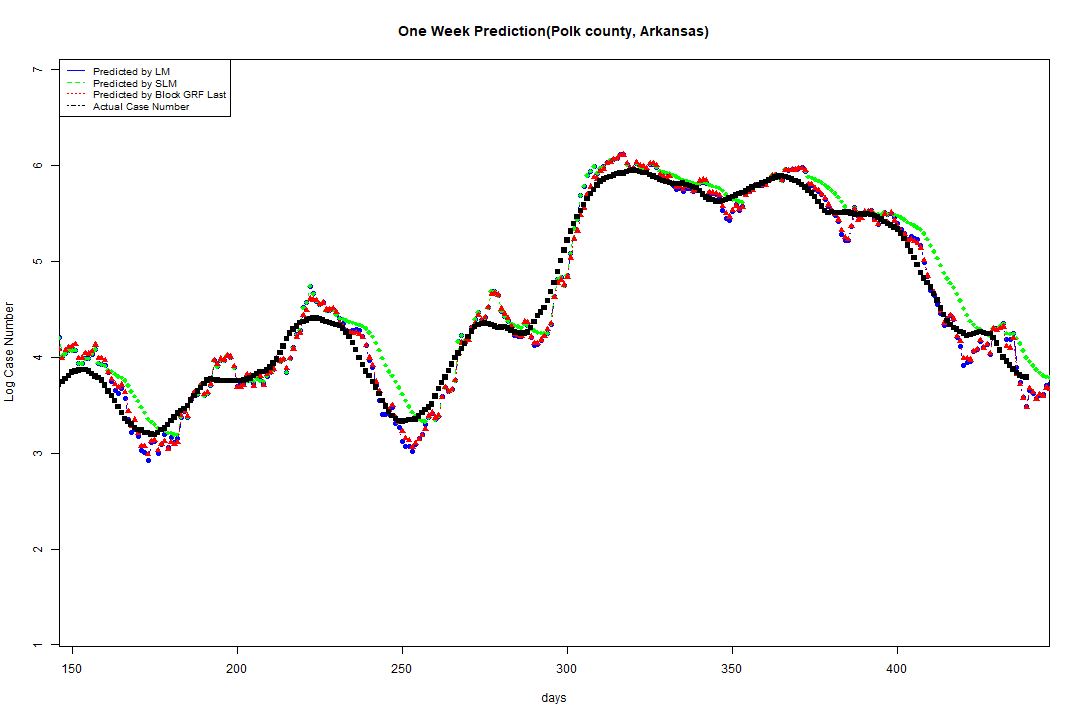 One Week Prediction(Polk county, Arkansas)
Predicted by LM
Predicted by SLM
Predicted by Block GRF Last
Actual Case Number
7
6
5
4
3
2
1
Log Case Number
150 200 250 300 350 400
days